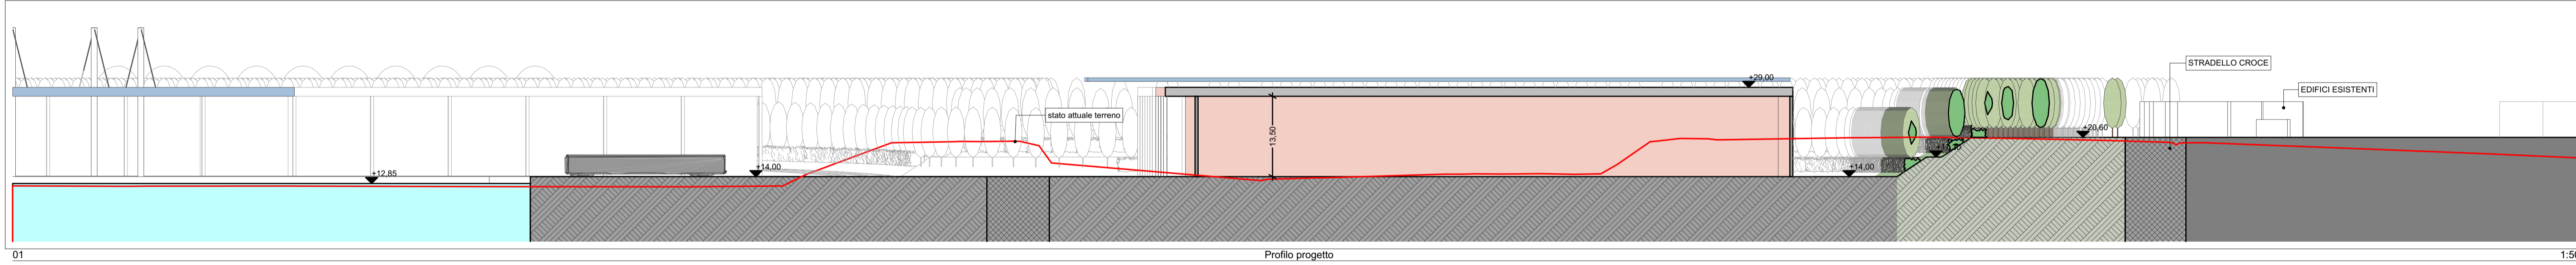 STRADELLO CROCE
+29,00
EDIFICI ESISTENTI
stato attuale terreno
+20,60
13,50
+14,00
+14,00
+12,85
01
Profilo progetto